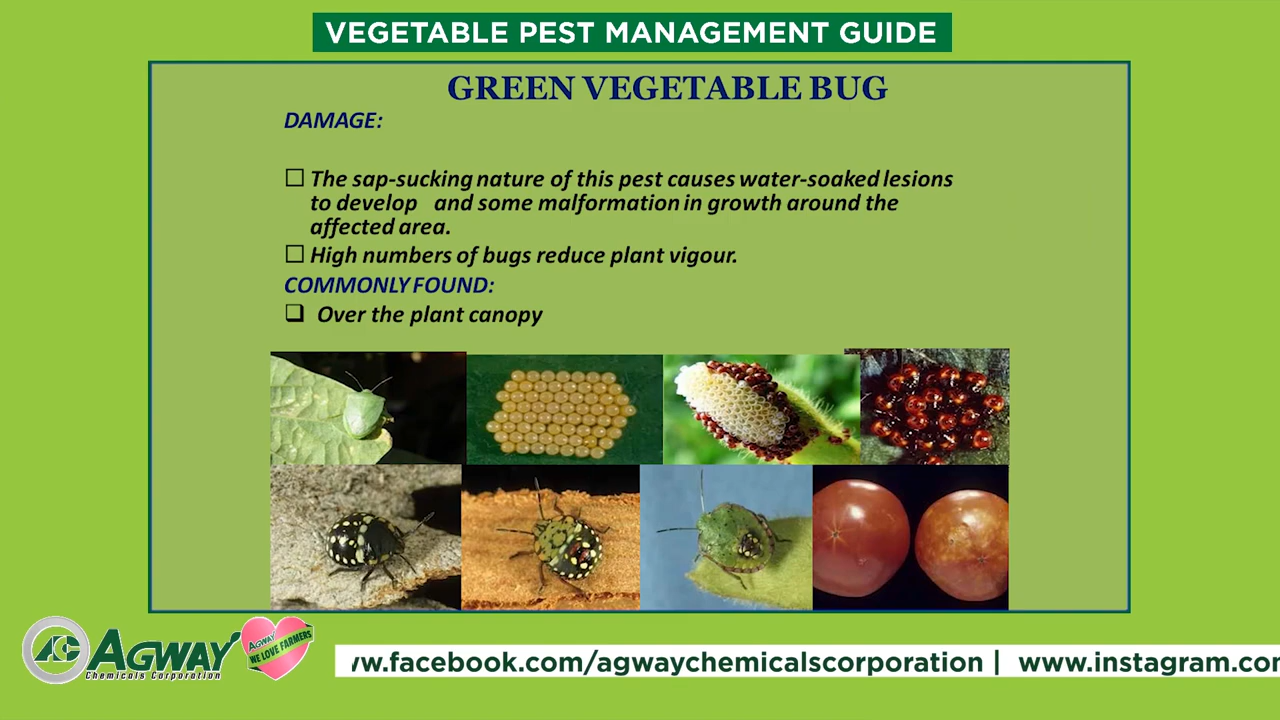 VEGETABLE PEST MANAGEMENT GUIDE
GREEN VEGETABLE BUG
DAMAGE:
☐ The sap-sucking nature of this pest causes water-soaked lesions
to develop and some malformation in growth around the
affected area.
☐ High numbers of bugs reduce plant vigour.
COMMONLY FOUND:
❑ Over the plant canopy
AGWAY
Chemicals Corporation
AGWAY
WE LOVE FARMERS
w.facebook.com/agwaychemicalscorporation | www.instagram.co